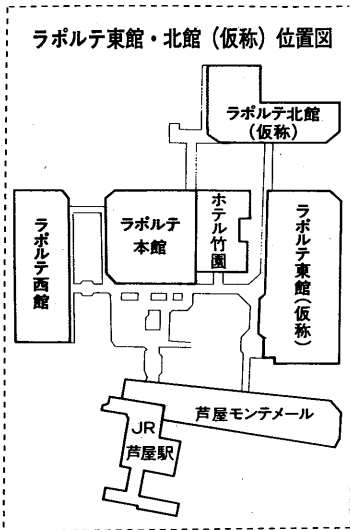 ラポルテ東館・北館（仮称）位置図
ラポルテ北館
（仮称）
ラポルテ西館
ラポルテ
本館
ホテル竹園
ラポルテ東館（仮称）
芦屋モンテメール
JR
芦屋駅